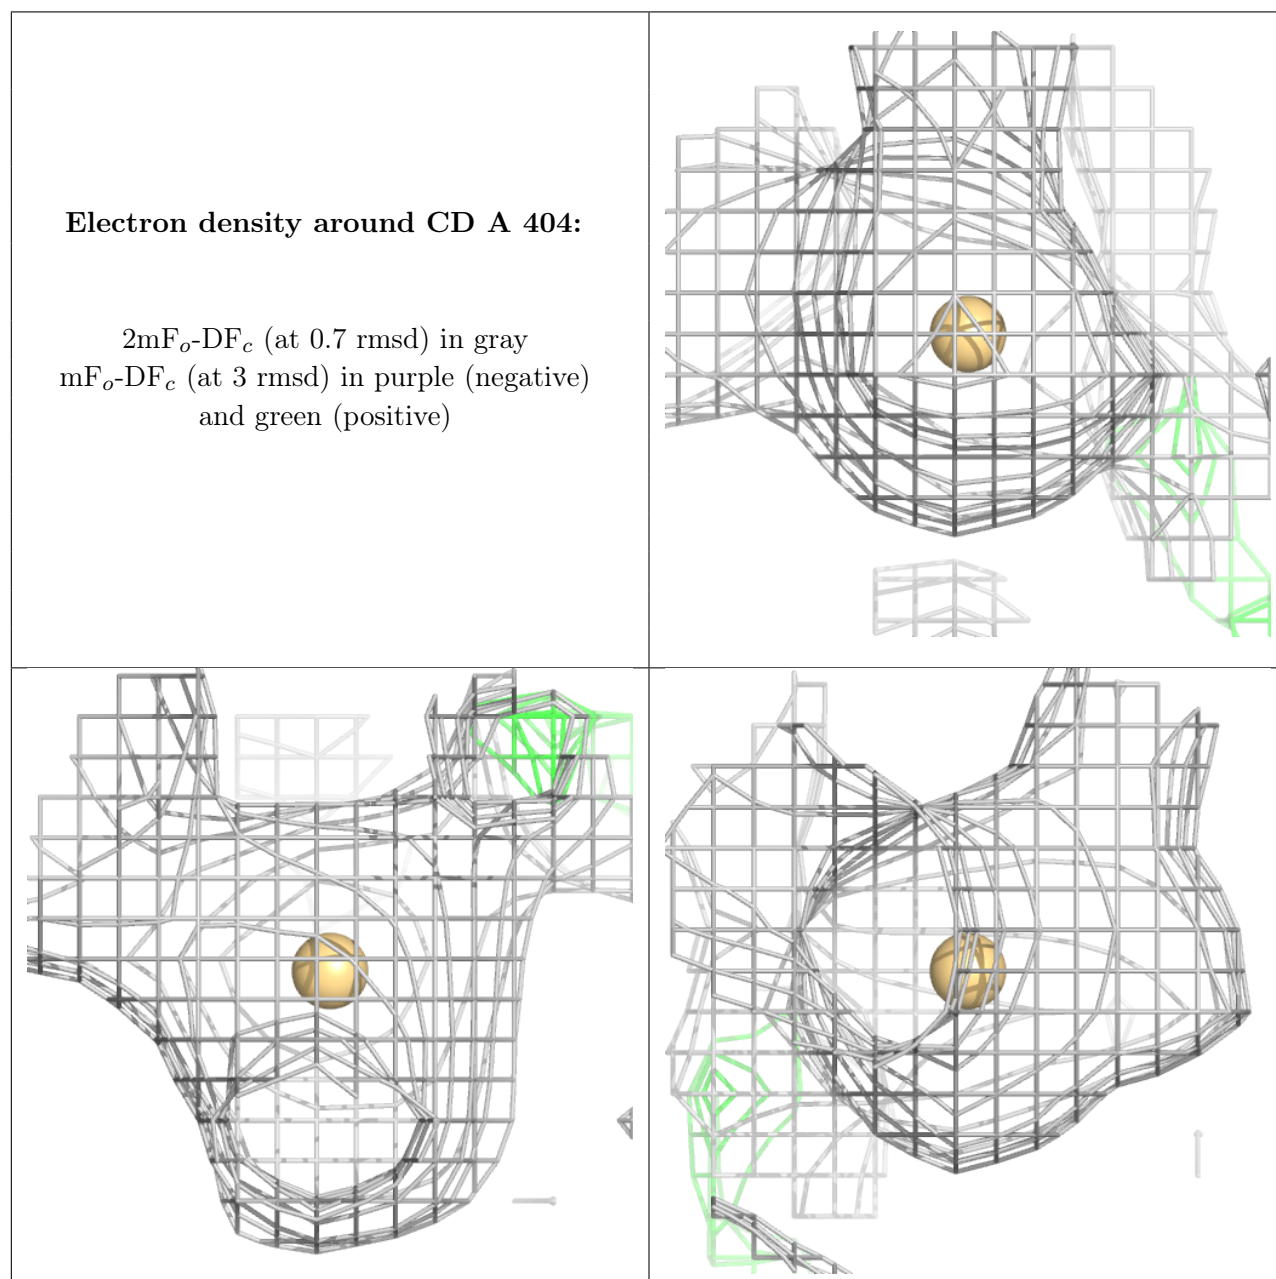 Electron density around CD A 404:
2mFo-DFc (at 0.7 rmsd) in gray
mFo-DFc (at 3 rmsd) in purple (negative)
and green (positive)